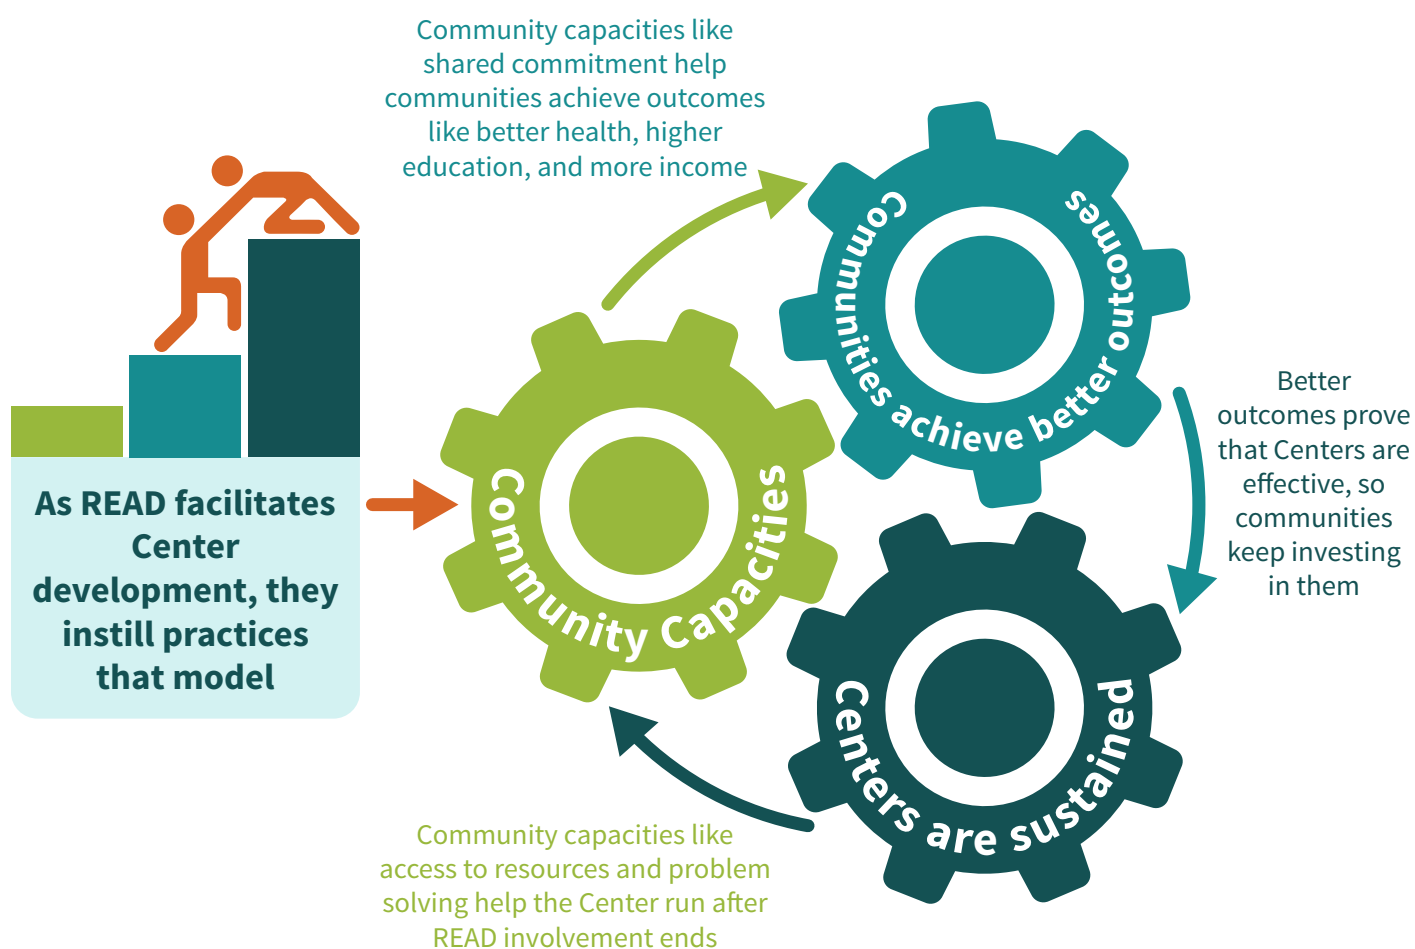 Community capacities like
shared commitment help
communities achieve outcomes
like better health, higher
education, and more income
As READ facilitates
Center
development, they
instill practices
that model
Community Capacities
Communities achieve better outcomes
Better
outcomes prove
that Centers are
effective, so
communities
keep investing
in them
Centers are sustained
Community capacities like
access to resources and problem
solving help the Center run after
READ involvement ends